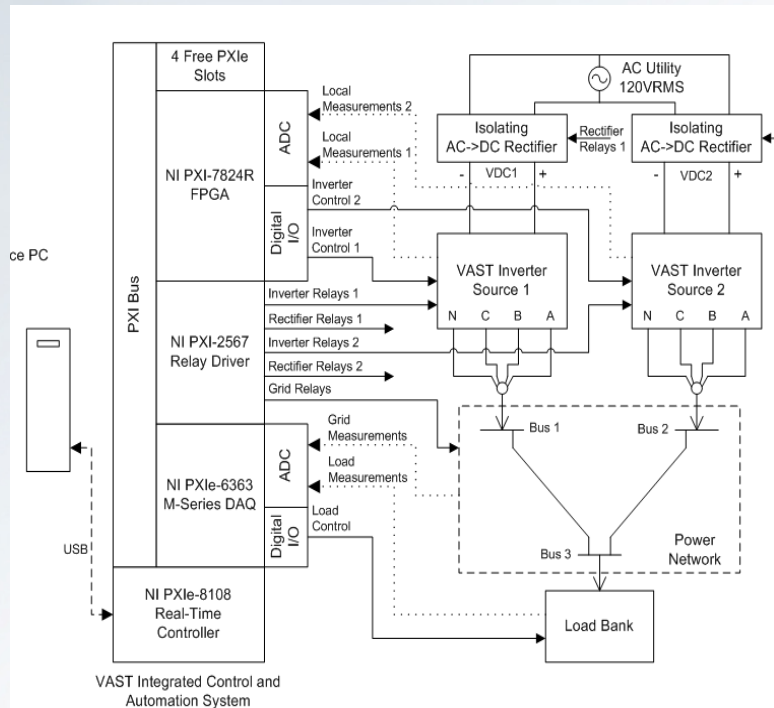 4 Free PXIe
Slots
PXI Bus
NI PXI-7824R
FPGA
ADC
Digital
I/O
Local
Measurements 2
Local
Measurements 1
Inverter
Control 2
Inverter
Control 1
AC Utility
120VRMS
Isolating
AC->DC Rectifier
Rectifier
Relays 1
Isolating
AC->DC Rectifier
- VDC1 +
- VDC2 +
VAST Inverter
Source 1
N C B A
VAST Inverter
Source 2
N C B A
ce PC
NI PXI-2567
Relay Driver
Inverter Relays 1
Rectifier Relays 1
Inverter Relays 2
Rectifier Relays 2
Grid Relays
NI PXIe-6363
M-Series DAQ
ADC
Digital
I/O
Grid
Measurements
Load
Measurements
Load
Control
Bus 1
Bus 2
Bus 3
Power
Network
USB
NI PXIe-8108
Real-Time
Controller
Load Bank
VAST Integrated Control and
Automation System